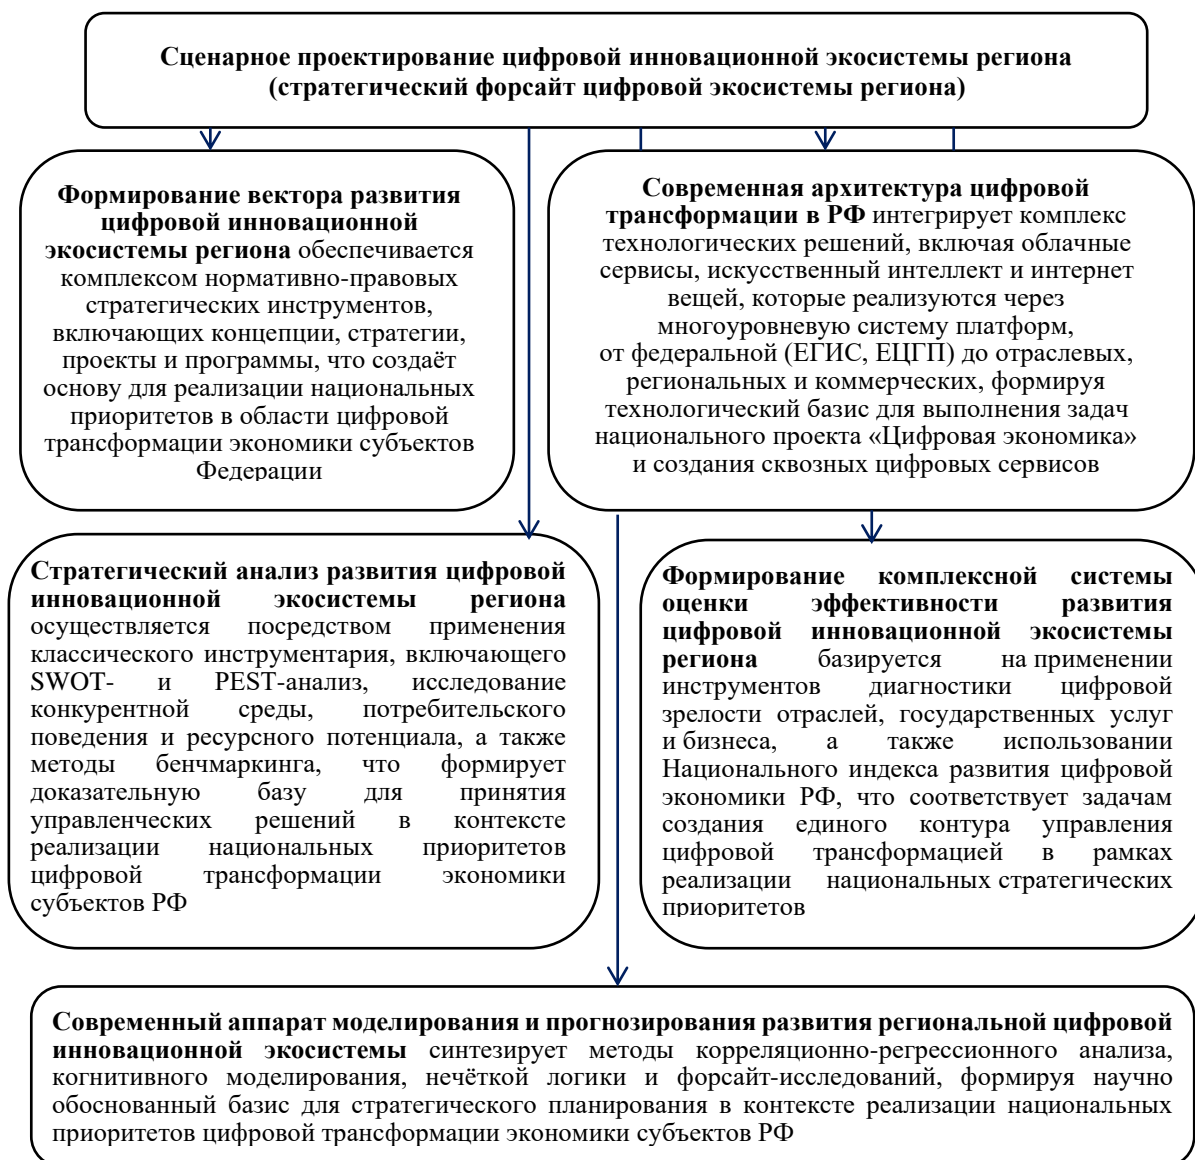 Сценарное проектирование цифровой инновационной экосистемы региона
(стратегический форсайт цифровой экосистемы региона)
Формирование вектора развития
цифровой инновационной
экосистемы региона обеспечивается
комплексом нормативно-правовых
стратегических инструментов,
включающих концепции, стратегии,
проекты и программы, что создаёт
основу для реализации национальных
приоритетов в области цифровой
трансформации экономики субъектов
Федерации
Современная архитектура цифровой
трансформации в РФ интегрирует комплекс
технологических решений, включая облачные
сервисы, искусственный интеллект и интернет
вещей, которые реализуются через
многоуровневую систему платформ,
от федеральной (ЕГИС, ЕЦГП) до отраслевых,
региональных и коммерческих, формируя
технологический базис для выполнения задач
национального проекта «Цифровая экономика»
и создания сквозных цифровых сервисов
Стратегический анализ развития цифровой
инновационной экосистемы региона
осуществляется посредством применения
классического инструментария, включающего
SWOT- и PEST-анализ, исследование
конкурентной среды, потребительского
поведения и ресурсного потенциала, а также
методы бенчмаркинга, что формирует
доказательную базу для принятия
управленческих решений в контексте
реализации национальных приоритетов
цифровой трансформации экономики
субъектов РФ
Формирование комплексной системы
оценки эффективности развития
цифровой инновационной экосистемы
региона базируется на применении
инструментов диагностики цифровой
зрелости отраслей, государственных услуг
и бизнеса, а также использовании
Национального индекса развития цифровой
экономики РФ, что соответствует задачам
создания единого контура управления
цифровой трансформацией в рамках
реализации национальных стратегических
приоритетов
Современный аппарат моделирования и прогнозирования развития региональной цифровой
инновационной экосистемы синтезирует методы корреляционно-регрессионного анализа,
когнитивного моделирования, нечёткой логики и форсайт-исследований, формируя научно
обоснованный базис для стратегического планирования в контексте реализации национальных
приоритетов цифровой трансформации экономики субъектов РФ